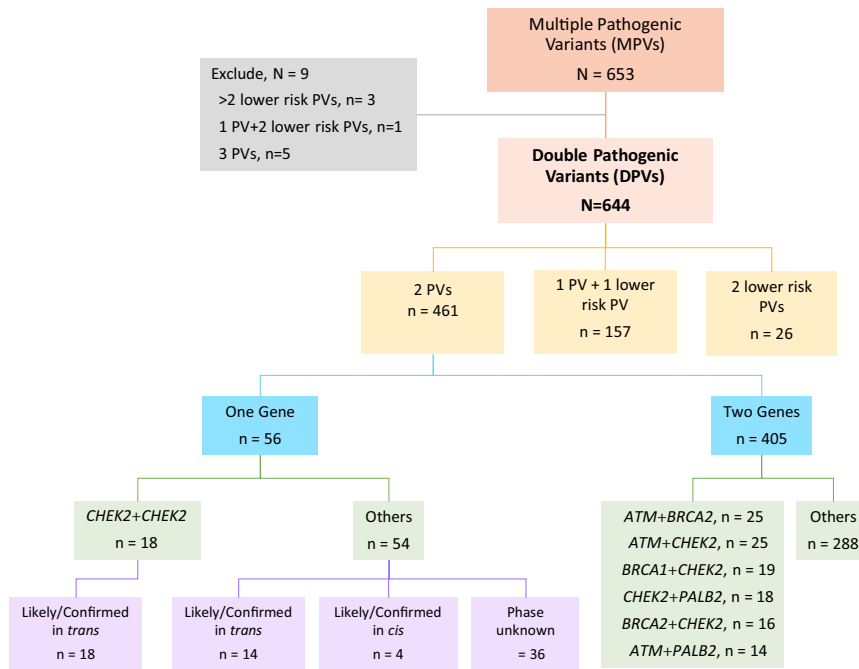 Multiple Pathogenic
Variants (MPVs)
N = 653
Exclude, N = 9
>2 lower risk PVs, n= 3
1 PV+2 lower risk PVs, n=1
3 PVs, n=5
Double Pathogenic
Variants (DPVs)
N=644
2 PVs
n = 461
1 PV + 1 lower
risk PV
n = 157
2 lower risk
PVs
n = 26
One Gene
n = 56
Two Genes
n = 405
CHEK2+CHEK2
n = 18
Others
n = 54
ATM+BRCA2, n = 25
ATM+CHEK2, n = 25
BRCA1+CHEK2, n = 19
CHEK2+PALB2, n = 18
BRCA2+CHEK2, n = 16
ATM+PALB2, n = 14
Others
n = 288
Likely/Confirmed
in trans
n = 18
Likely/Confirmed
in trans
n = 14
Likely/Confirmed
in cis
n = 4
Phase
unknown
= 36